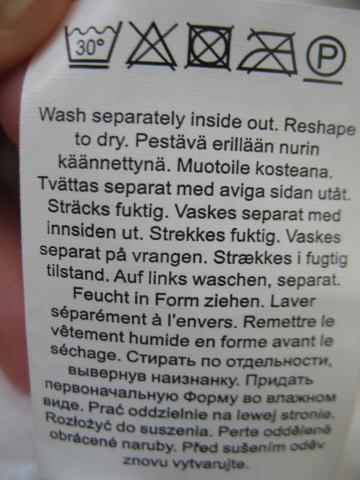 30°
P
Wash separately inside out. Reshape
to dry. Pestävä erillään nurin
käännettynä. Muotoile kosteana.
Tvättas separat med aviga sidan utåt.
Sträcks fuktig. Vaskes separat med
innsiden ut. Strekkes fuktig. Vaskes
separat på vrangen. Strækkes i fugtig
tilstand. Auf links waschen, separat.
Feucht in Form ziehen. Laver
séparément à l'envers. Remettre le
vêtement humide en forme avant le
séchage. Стирать по отдельности,
вывернув наизнанку. Придать
первоначальную Форму во влажном
виде. Prać oddzielnie na lewej stronie.
Rozłożyć do suszenia. Perte odděleně
obrácené naruby. Před sušením oděv
znovu vytvarujte.